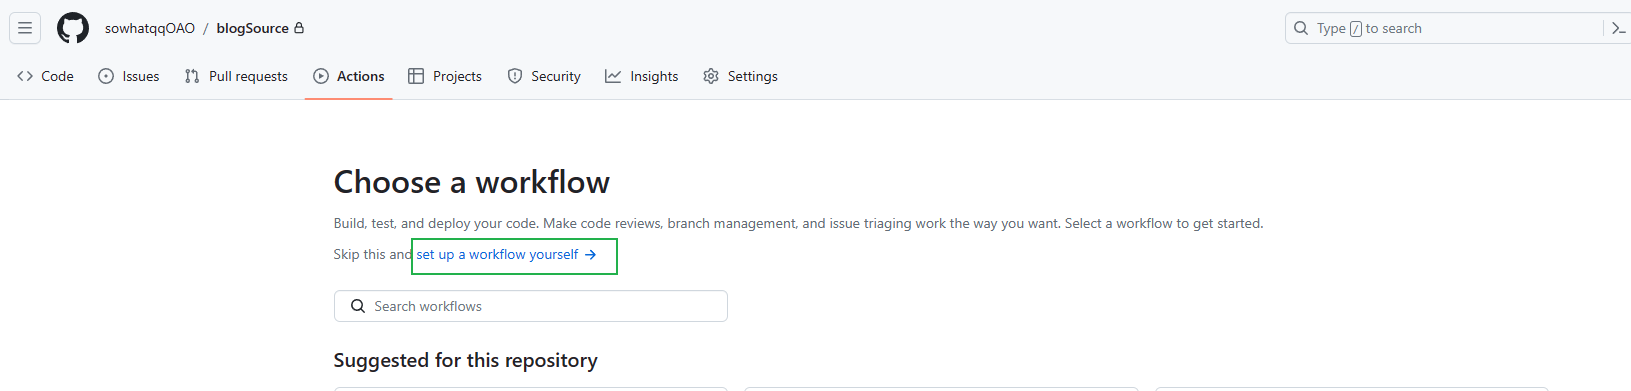 sowhatqqOAO / blogSource
Type / to search
Code Issues Pull requests Actions Projects Security Insights Settings
Choose a workflow
Build, test, and deploy your code. Make code reviews, branch management, and issue triaging work the way you want. Select a workflow to get started.
Skip this and set up a workflow yourself →
Search workflows
Suggested for this repository